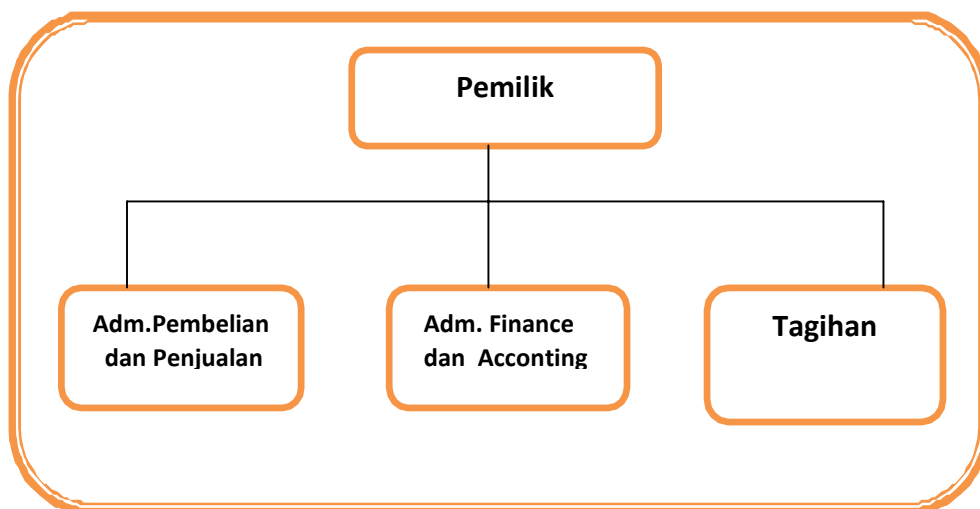 Pemilik
Adm.Pembelian
dan Penjualan
Adm. Finance
dan Acconting
Tagihan